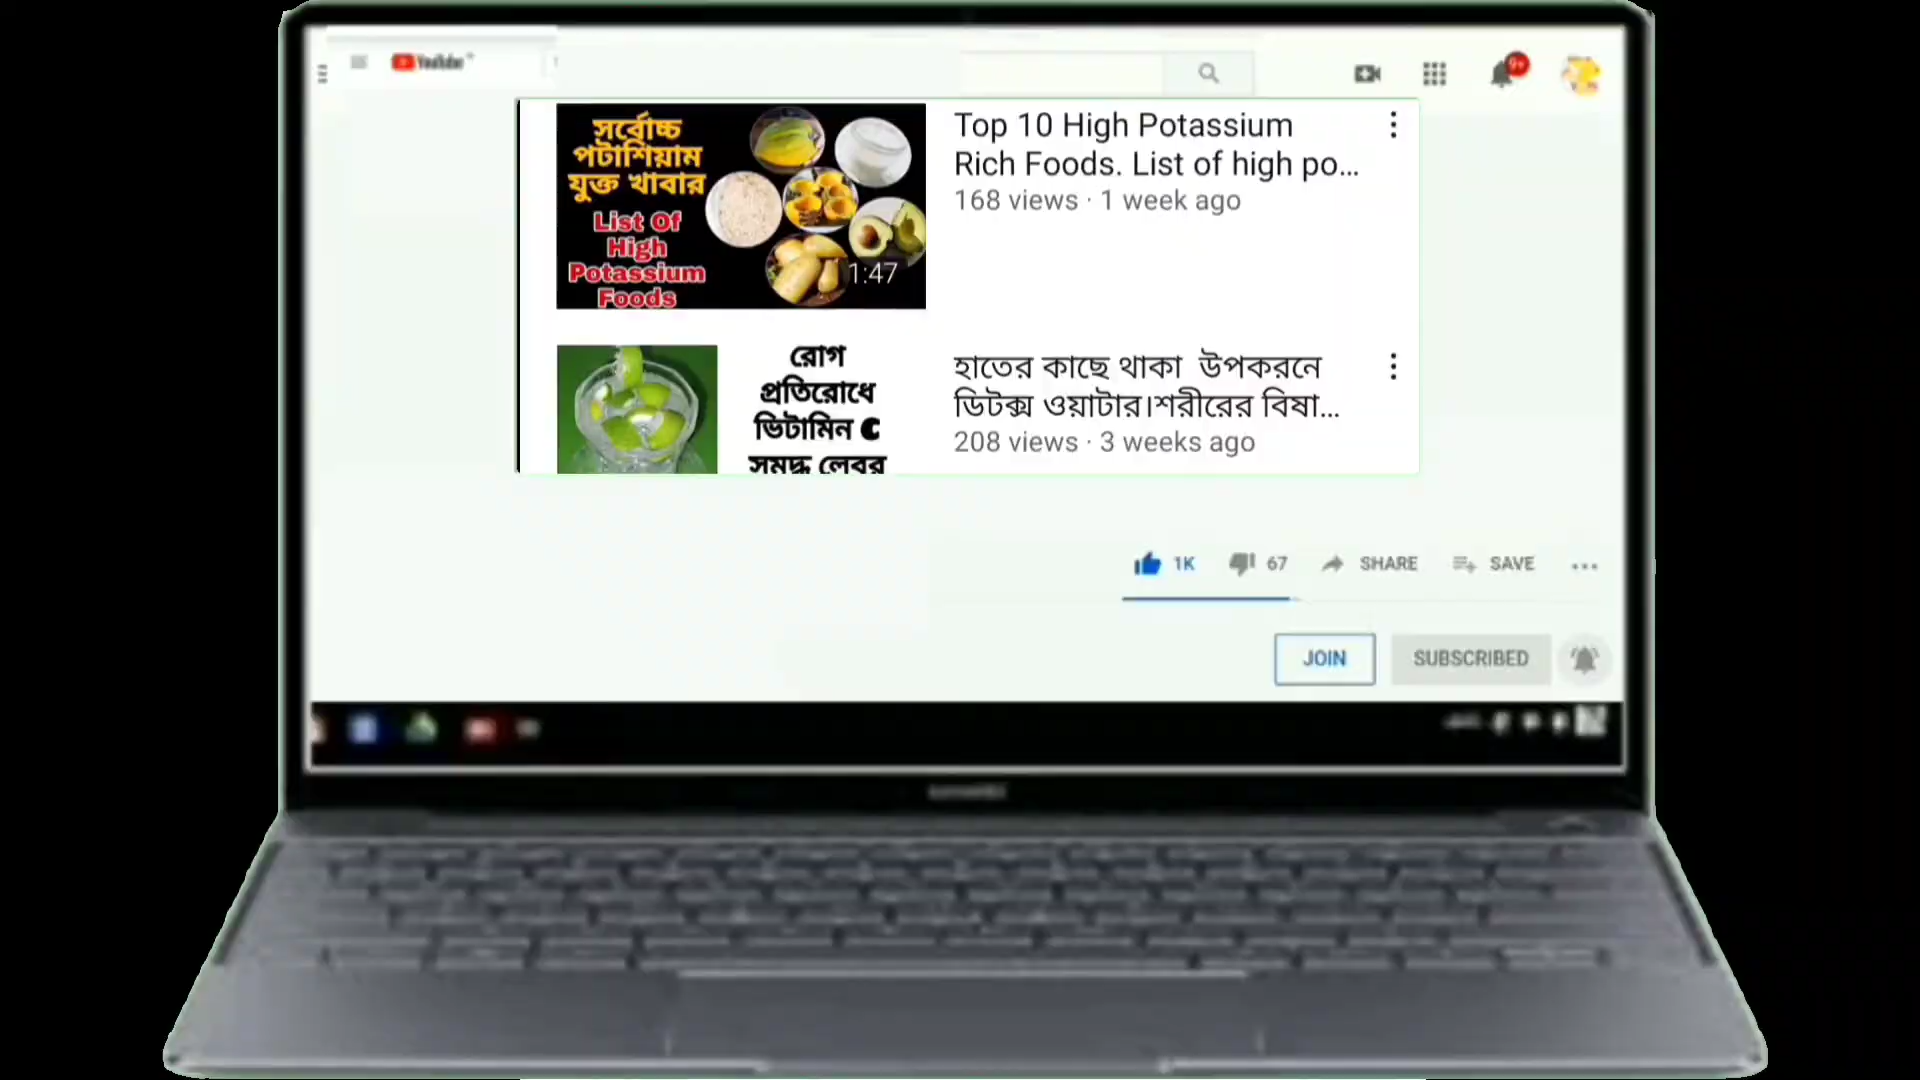 YouTube
9+
সর্বোচ্চ
পটাশিয়াম
যুক্ত খাবার
List Of
High
Potassium
Foods
1:47
Top 10 High Potassium
Rich Foods. List of high po...
168 views · 1 week ago
রোগ
প্রতিরোধে
ভিটামিন C
সমৃদ্ধ লেবুর
হাতের কাছে থাকা উপকরনে
ডিটক্স ওয়াটার।শরীরের বিষা...
208 views · 3 weeks ago
1K
67
SHARE
SAVE
JOIN
SUBSCRIBED